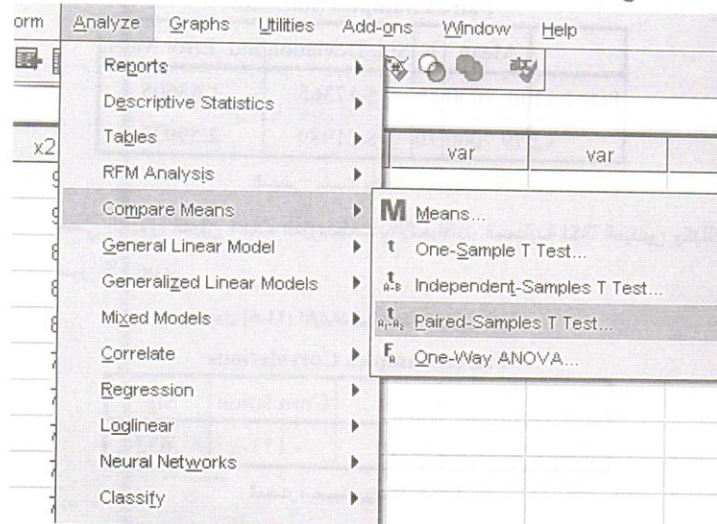 orm Analyze Graphs Utilities Add-ons Window Help
Reports
Descriptive Statistics
Tables
x2 var var
RFM Analysis
Compare Means
M Means...
General Linear Model
t One-Sample T Test...
Generalized Linear Models
Independent-Samples T Test...
Mixed Models
Paired-Samples T Test...
Correlate
One-Way ANOVA...
Regression
Loglinear
Neural Networks
Classify